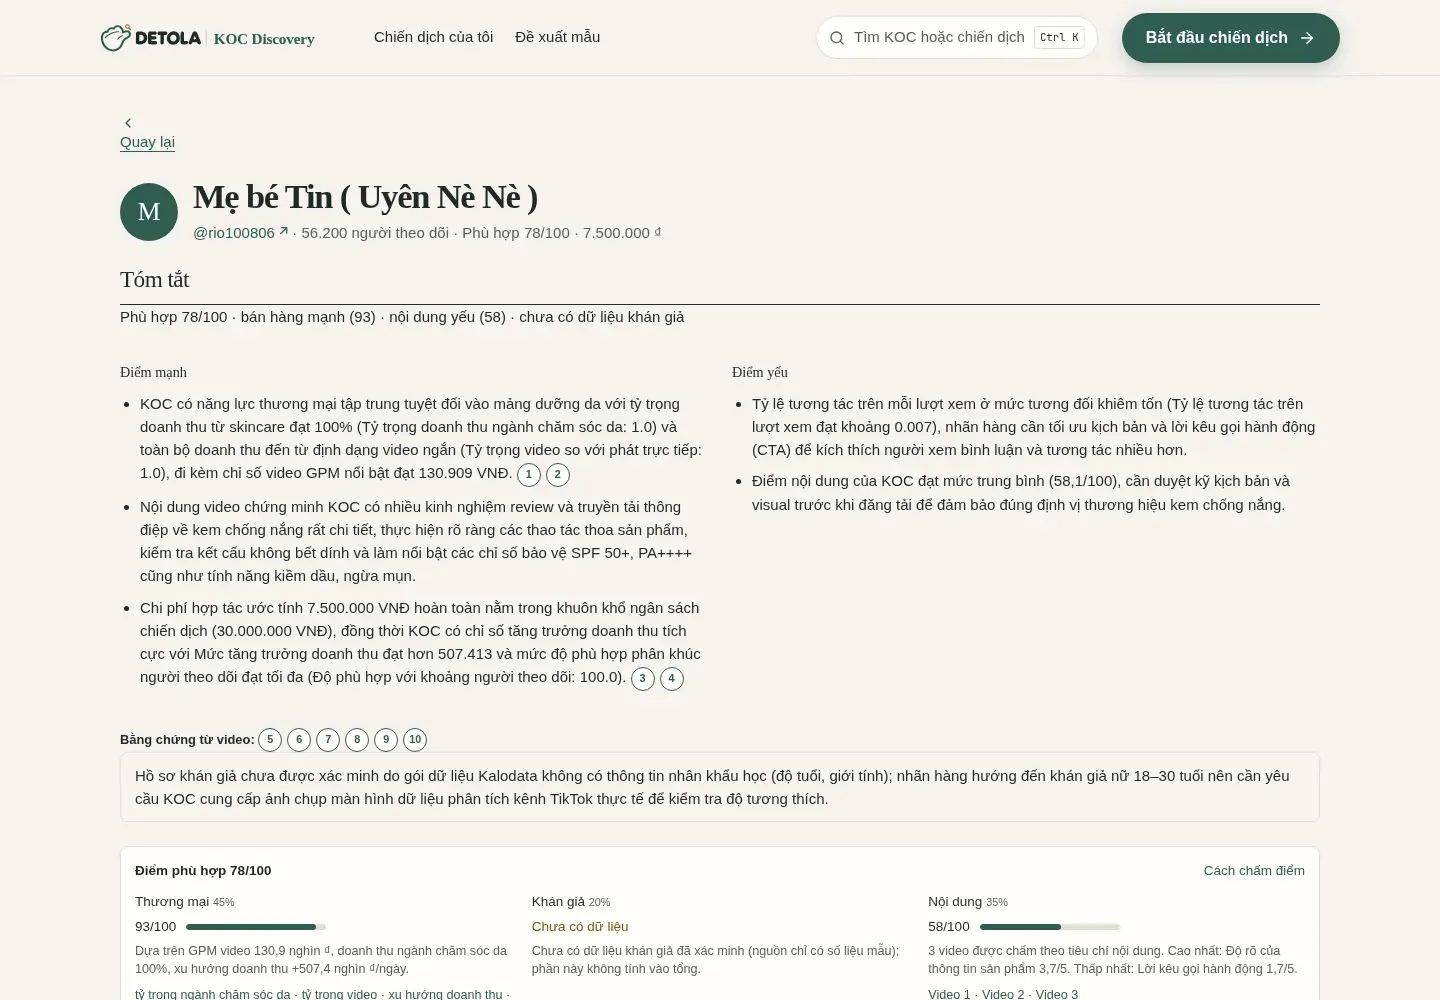 DETOLA KOC Discovery
Chiến dịch của tôi
Đề xuất mẫu
Tìm KOC hoặc chiến dịch
Ctrl K
Bắt đầu chiến dịch
Quay lại
M
Mẹ bé Tin ( Uyên Nè Nè )
@rio100806 · 56.200 người theo dõi · Phù hợp 78/100 · 7.500.000 ₫
Tóm tắt
Phù hợp 78/100 · bán hàng mạnh (93) · nội dung yếu (58) · chưa có dữ liệu khán giả
Điểm mạnh
KOC có năng lực thương mại tập trung tuyệt đối vào mảng dưỡng da với tỷ trọng
doanh thu từ skincare đạt 100% (Tỷ trọng doanh thu ngành chăm sóc da: 1.0) và
toàn bộ doanh thu đến từ định dạng video ngắn (Tỷ trọng video so với phát trực tiếp:
1.0), đi kèm chỉ số video GPM nổi bật đạt 130.909 VNĐ. 1 2
Nội dung video chứng minh KOC có nhiều kinh nghiệm review và truyền tải thông
điệp về kem chống nắng rất chi tiết, thực hiện rõ ràng các thao tác thoa sản phẩm,
kiểm tra kết cấu không bết dính và làm nổi bật các chỉ số bảo vệ SPF 50+, PA++++
cũng như tính năng kiềm dầu, ngừa mụn.
Chi phí hợp tác ước tính 7.500.000 VNĐ hoàn toàn nằm trong khuôn khổ ngân sách
chiến dịch (30.000.000 VNĐ), đồng thời KOC có chỉ số tăng trưởng doanh thu tích
cực với Mức tăng trưởng doanh thu đạt hơn 507.413 và mức độ phù hợp phân khúc
người theo dõi đạt tối đa (Độ phù hợp với khoảng người theo dõi: 100.0). 3 4
Điểm yếu
Tỷ lệ tương tác trên mỗi lượt xem ở mức tương đối khiêm tốn (Tỷ lệ tương tác trên
lượt xem đạt khoảng 0.007), nhãn hàng cần tối ưu kịch bản và lời kêu gọi hành động
(CTA) để kích thích người xem bình luận và tương tác nhiều hơn.
Điểm nội dung của KOC đạt mức trung bình (58,1/100), cần duyệt kỹ kịch bản và
visual trước khi đăng tải để đảm bảo đúng định vị thương hiệu kem chống nắng.
Bằng chứng từ video: 5 6 7 8 9 10
Hồ sơ khán giả chưa được xác minh do gói dữ liệu Kalodata không có thông tin nhân khẩu học (độ tuổi, giới tính); nhãn hàng hướng đến khán giả nữ 18–30 tuổi nên cần yêu
cầu KOC cung cấp ảnh chụp màn hình dữ liệu phân tích kênh TikTok thực tế để kiểm tra độ tương thích.
Điểm phù hợp 78/100
Cách chấm điểm
Thương mại 45%
93/100
Dựa trên GPM video 130,9 nghìn ₫, doanh thu ngành chăm sóc da
100%, xu hướng doanh thu +507,4 nghìn ₫/ngày.
tỷ trọng ngành chăm sóc da · tỷ trọng video · xu hướng doanh thu ·
Khán giả 20%
Chưa có dữ liệu
Chưa có dữ liệu khán giả đã xác minh (nguồn chỉ có số liệu mẫu);
phần này không tính vào tổng.
Nội dung 35%
58/100
3 video được chấm theo tiêu chí nội dung. Cao nhất: Độ rõ của
thông tin sản phẩm 3,7/5. Thấp nhất: Lời kêu gọi hành động 1,7/5.
Video 1 · Video 2 · Video 3